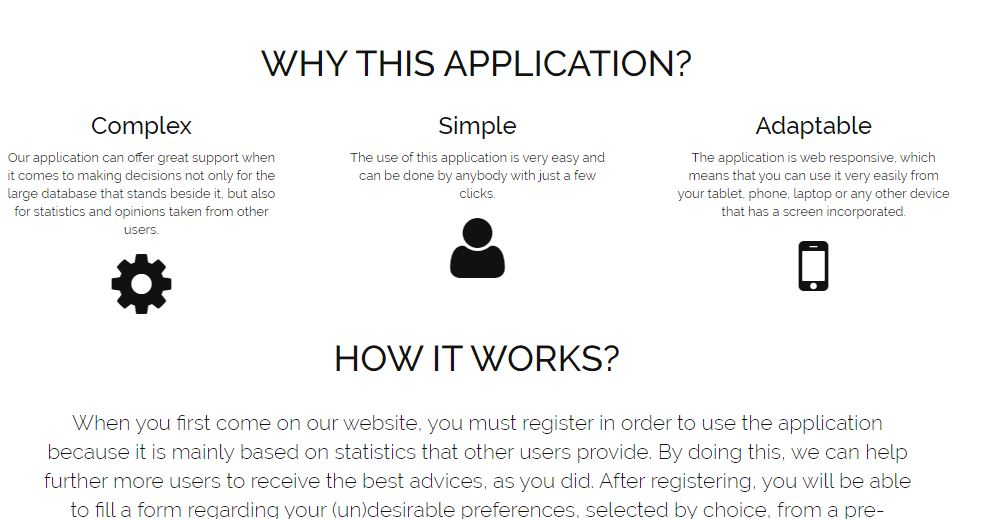 WHY THIS APPLICATION?
Complex
Our application can offer great support when
it comes to making decisions not only for the
large database that stands beside it, but also
for statistics and opinions taken from other
users.
Simple
The use of this application is very easy and
can be done by anybody with just a few
clicks.
Adaptable
The application is web responsive, which
means that you can use it very easily from
your tablet, phone, laptop or any other device
that has a screen incorporated.
HOW IT WORKS?
When you first come on our website, you must register in order to use the application
because it is mainly based on statistics that other users provide. By doing this, we can help
further more users to receive the best advices, as you did. After registering, you will be able
to fill a form regarding your (un)desirable preferences, selected by choice, from a pre-